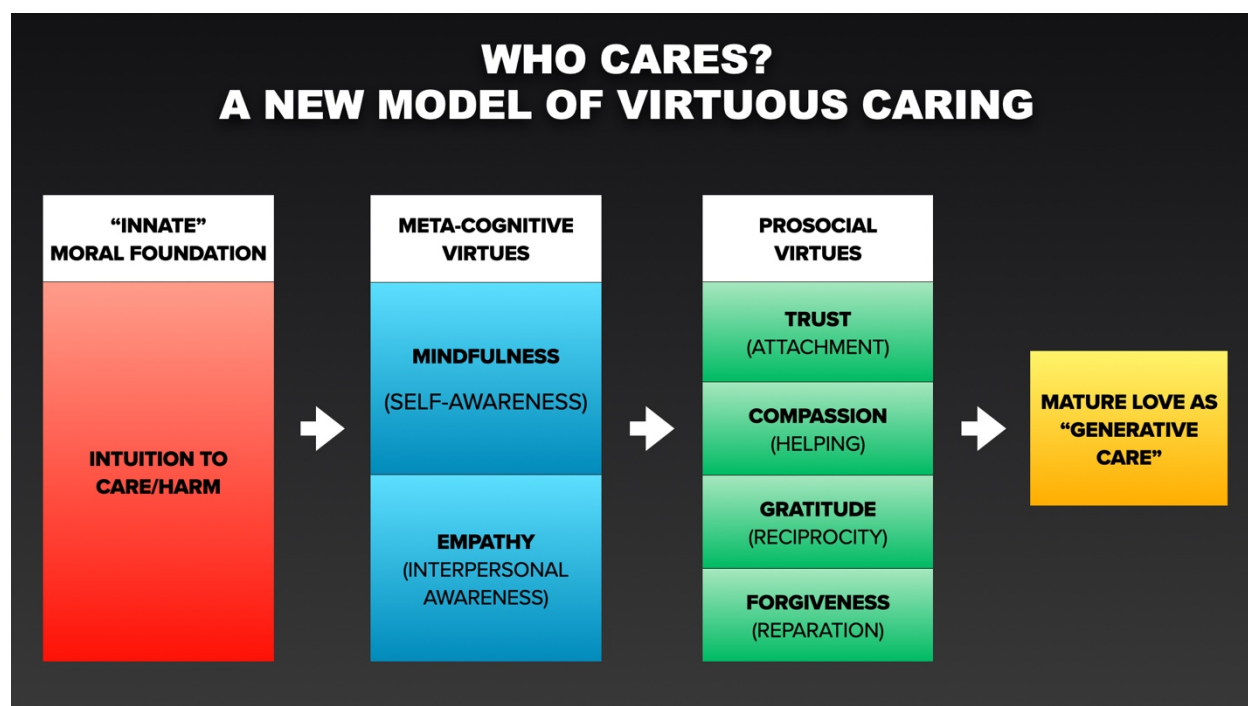 WHO CARES?
A NEW MODEL OF VIRTUOUS CARING
“INNATE”
MORAL FOUNDATION
INTUITION TO
CARE/HARM
META-COGNITIVE
VIRTUES
MINDFULNESS
(SELF-AWARENESS)
EMPATHY
(INTERPERSONAL
AWARENESS)
PROSOCIAL
VIRTUES
TRUST
(ATTACHMENT)
COMPASSION
(HELPING)
GRATITUDE
(RECIPROCITY)
FORGIVENESS
(REPARATION)
MATURE LOVE AS
“GENERATIVE
CARE”